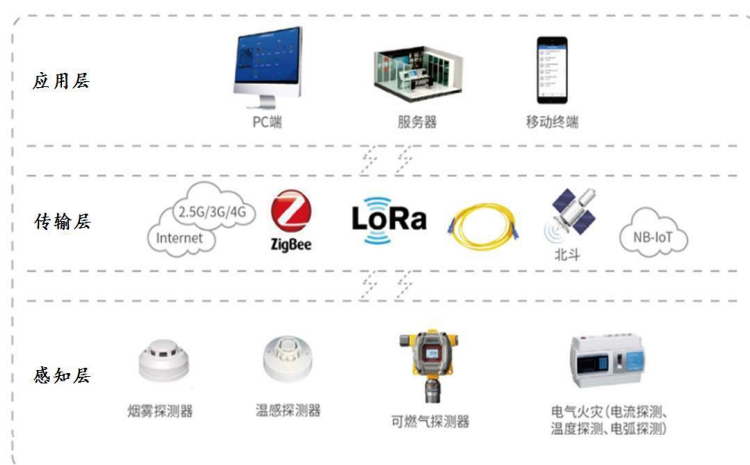 应用层
PC端
服务器
移动终端
传输层
2.5G/3G/4G
Internet
Z
ZigBee
LoRa
北斗
NB-IoT
感知层
烟雾探测器
温感探测器
可燃气探测器
电气火灾（电流探测、
温度探测、电弧探测）